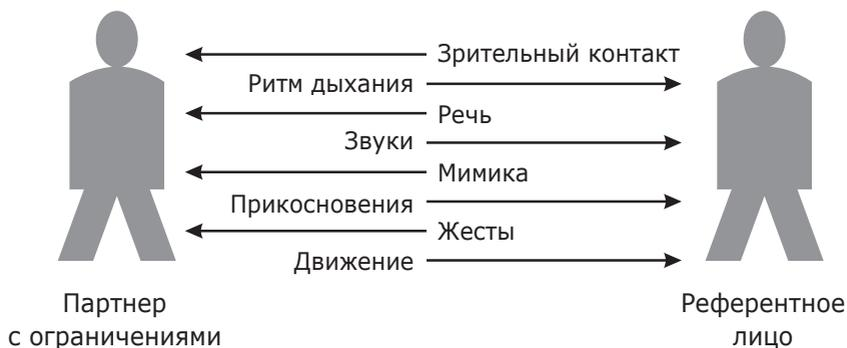 Зрительный контакт
Ритм дыхания
Речь
Звуки
Мимика
Прикосновения
Жесты
Движение
Партнер
с ограничениями
Референтное
лицо